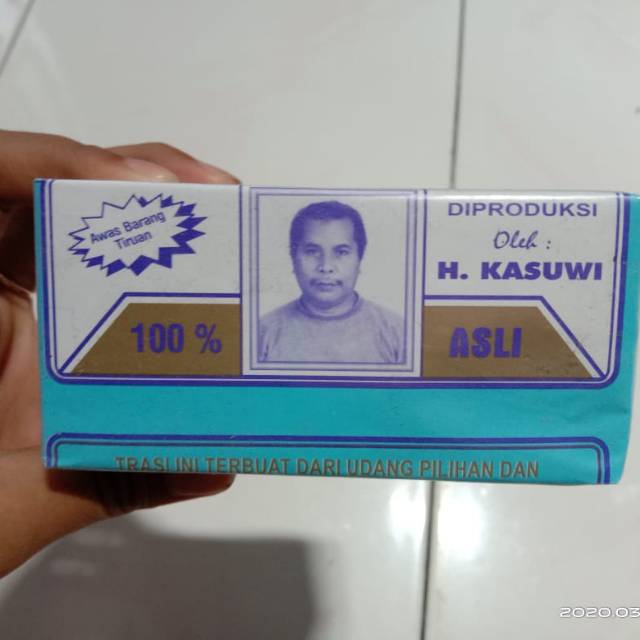 Awas Barang
Tiruan
DIPRODUKSI
Oleh :
H. KASUWI
100 %
ASLI
TRASI INI TERBUAT DARI UDANG PILIHAN DAN
2020.03